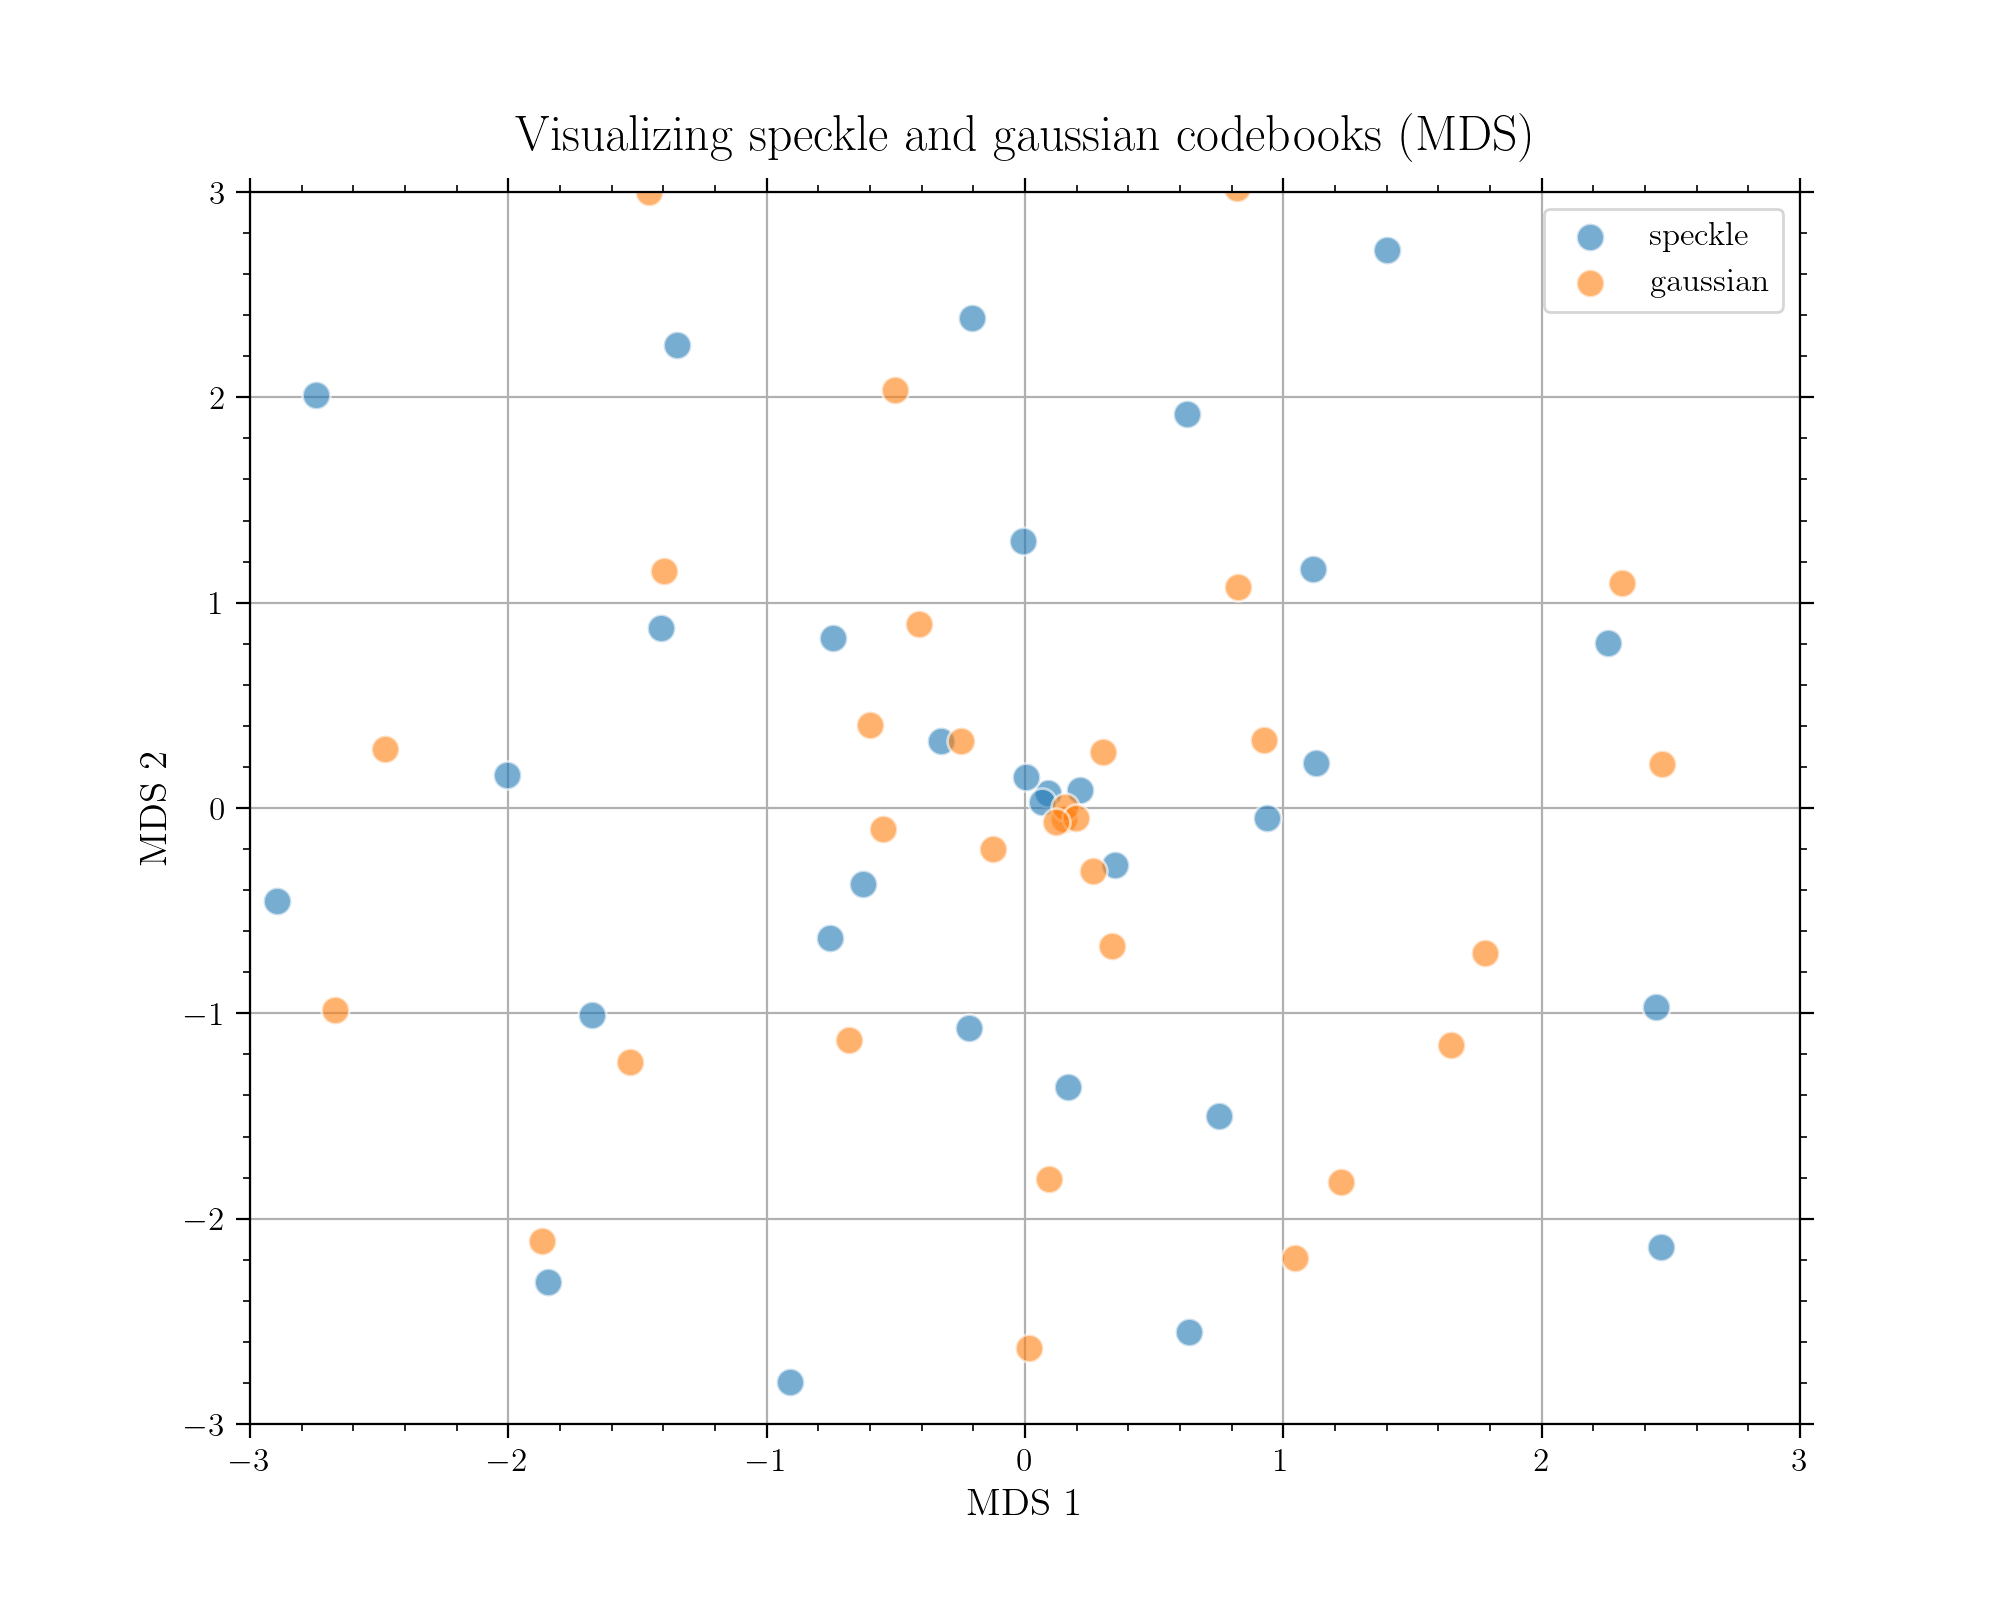 Visualizing speckle and gaussian codebooks (MDS)
speckle
gaussian
MDS 2
3
2
1
0
−1
−2
−3
−3 −2 −1 0 1 2 3
MDS 1